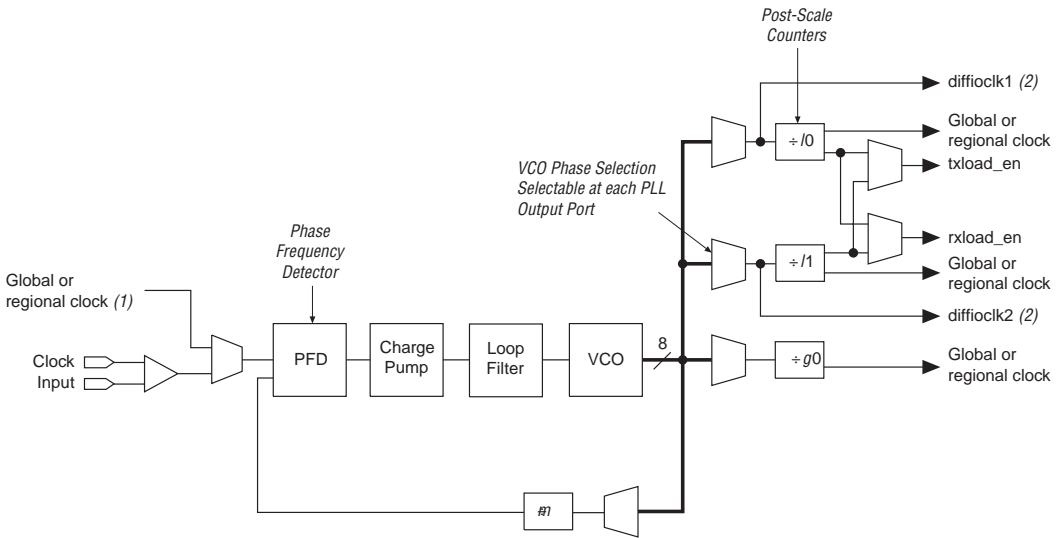 Post-Scale
Counters
diffioclk1 (2)
÷l0
Global or
regional clock
txload_en
VCO Phase Selection
Selectable at each PLL
Output Port
rxload_en
÷l1
Global or
regional clock
diffioclk2 (2)
Phase
Frequency
Detector
Global or
regional clock (1)
Clock
Input
PFD
Charge
Pump
Loop
Filter
VCO
8
÷g0
Global or
regional clock